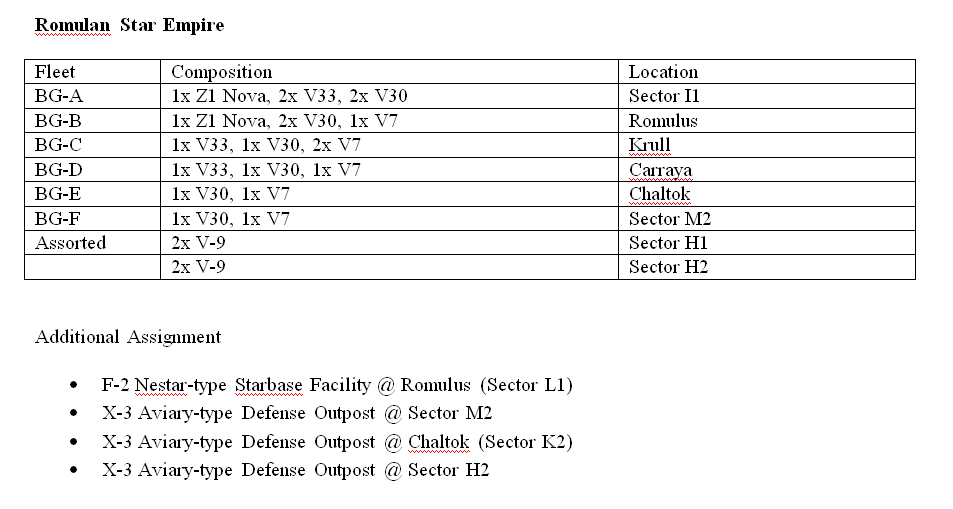 Romulan Star Empire
Fleet Composition Location
BG-A 1x Z1 Nova, 2x V33, 2x V30 Sector I1
BG-B 1x Z1 Nova, 2x V30, 1x V7 Romulus
BG-C 1x V33, 1x V30, 2x V7 Krull
BG-D 1x V33, 1x V30, 1x V7 Carraya
BG-E 1x V30, 1x V7 Chaltok
BG-F 1x V30, 1x V7 Sector M2
Assorted 2x V-9 Sector H1
2x V-9 Sector H2
Additional Assignment
• F-2 Nestar-type Starbase Facility @ Romulus (Sector L1)
• X-3 Aviary-type Defense Outpost @ Sector M2
• X-3 Aviary-type Defense Outpost @ Chaltok (Sector K2)
• X-3 Aviary-type Defense Outpost @ Sector H2